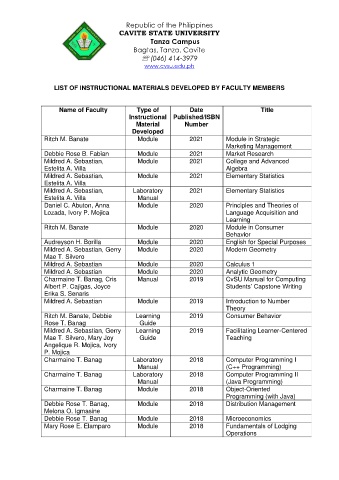 Republic of the Philippines
CAVITE STATE UNIVERSITY
Tanza Campus
Bagtas, Tanza, Cavite
☏ (046) 414-3979
www.cvsu.edu.ph
LIST OF INSTRUCTIONAL MATERIALS DEVELOPED BY FACULTY MEMBERS
Name of Faculty Type of Instructional Material Developed Date Published/ISBN Number Title
Ritch M. Banate Module 2021 Module in Strategic Marketing Management
Debbie Rose B. Fabian Module 2021 Market Research
Mildred A. Sebastian, Estelita A. Villa Module 2021 College and Advanced Algebra
Mildred A. Sebastian, Estelita A. Villa Module 2021 Elementary Statistics
Mildred A. Sebastian, Estelita A. Villa Laboratory Manual 2021 Elementary Statistics
Daniel C. Abuton, Anna Lozada, Ivory P. Mojica Module 2020 Principles and Theories of Language Acquisition and Learning
Ritch M. Banate Module 2020 Module in Consumer Behavior
Audreyson H. Borilla Module 2020 English for Special Purposes
Mildred A. Sebastian, Gerry Mae T. Silvero Module 2020 Modern Geometry
Mildred A. Sebastian Module 2020 Calculus 1
Mildred A. Sebastian Module 2020 Analytic Geometry
Charmaine T. Banag, Cris Albert P. Cajigas, Joyce Erika S. Senaris Manual 2019 CvSU Manual for Computing Students' Capstone Writing
Mildred A. Sebastian Module 2019 Introduction to Number Theory
Ritch M. Banate, Debbie Rose T. Banag Learning Guide 2019 Consumer Behavior
Mildred A. Sebastian, Gerry Mae T. Silvero, Mary Joy Angelique R. Mojica, Ivory P. Mojica Learning Guide 2019 Facilitating Learner-Centered Teaching
Charmaine T. Banag Laboratory Manual 2018 Computer Programming I (C++ Programming)
Charmaine T. Banag Laboratory Manual 2018 Computer Programming II (Java Programming)
Charmaine T. Banag Module 2018 Object-Oriented Programming (with Java)
Debbie Rose T. Banag, Melona O. Igmasine Module 2018 Distribution Management
Debbie Rose T. Banag Module 2018 Microeconomics
Mary Rose E. Elamparo Module 2018 Fundamentals of Lodging Operations